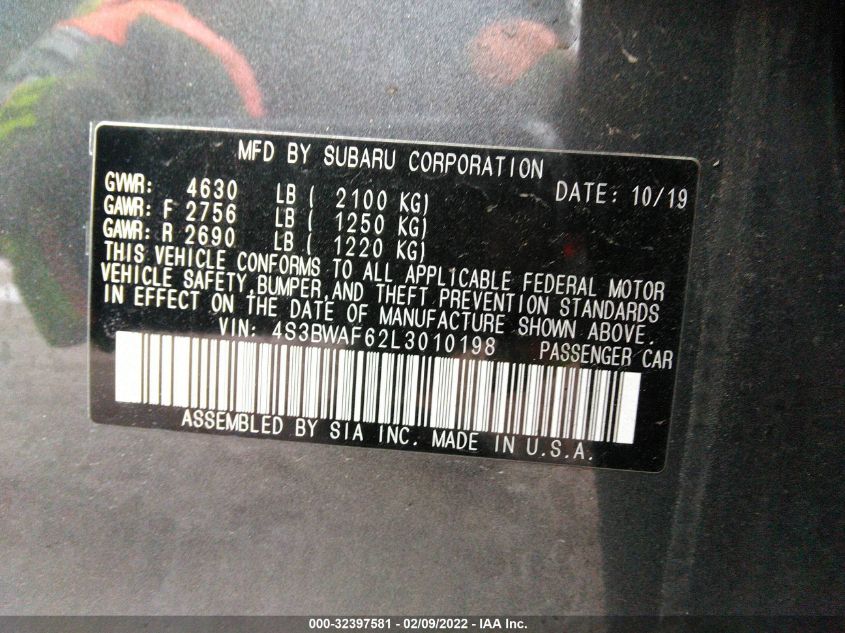 MFD BY SUBARU CORPORATION
GVWR: 4630 LB ( 2100 KG) DATE: 10/19
GAWR: F 2756 LB ( 1250 KG)
GAWR: R 2690 LB ( 1220 KG)
THIS VEHICLE CONFORMS TO ALL APPLICABLE FEDERAL MOTOR
VEHICLE SAFETY, BUMPER, AND THEFT PREVENTION STANDARDS
IN EFFECT ON THE DATE OF MANUFACTURE SHOWN ABOVE.
VIN: 4S3BWAF62L3010198 PASSENGER CAR
ASSEMBLED BY SIA INC. MADE IN U.S.A.
000-32397581 - 02/09/2022 - IAA Inc.